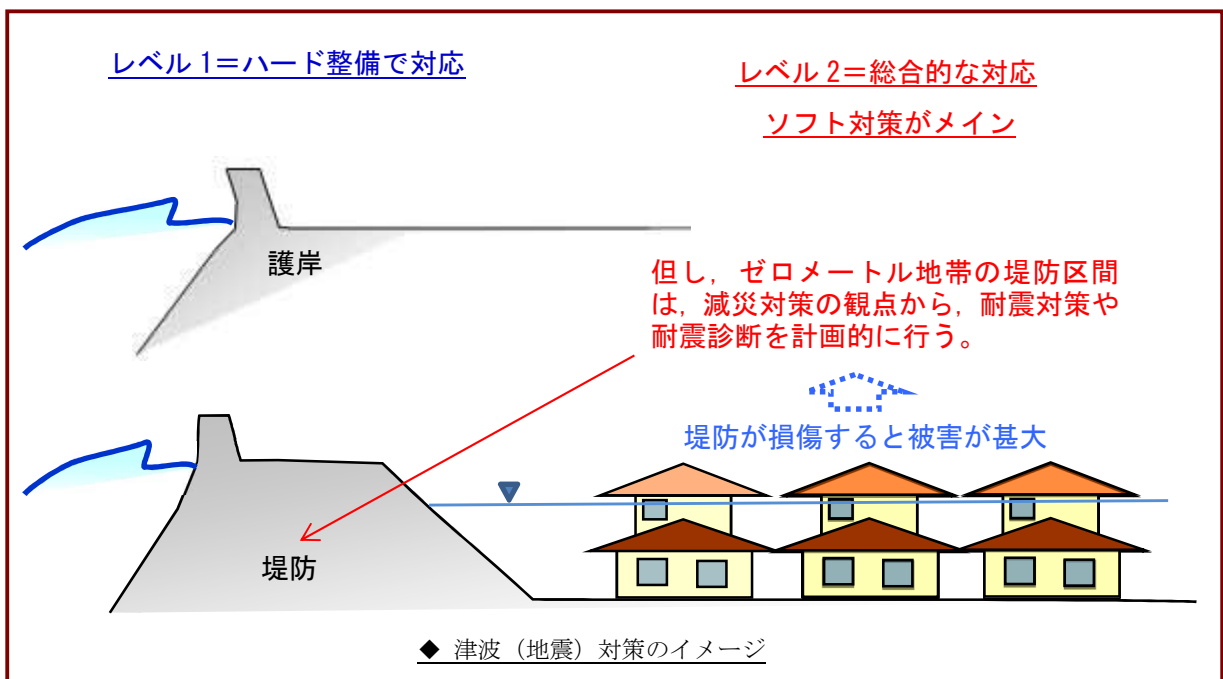 レベル 1＝ハード整備で対応
レベル 2＝総合的な対応
ソフト対策がメイン
護岸
但し，ゼロメートル地帯の堤防区間
は，減災対策の観点から，耐震対策や
耐震診断を計画的に行う。
堤防が損傷すると被害が甚大
堤防
◆ 津波（地震）対策のイメージ